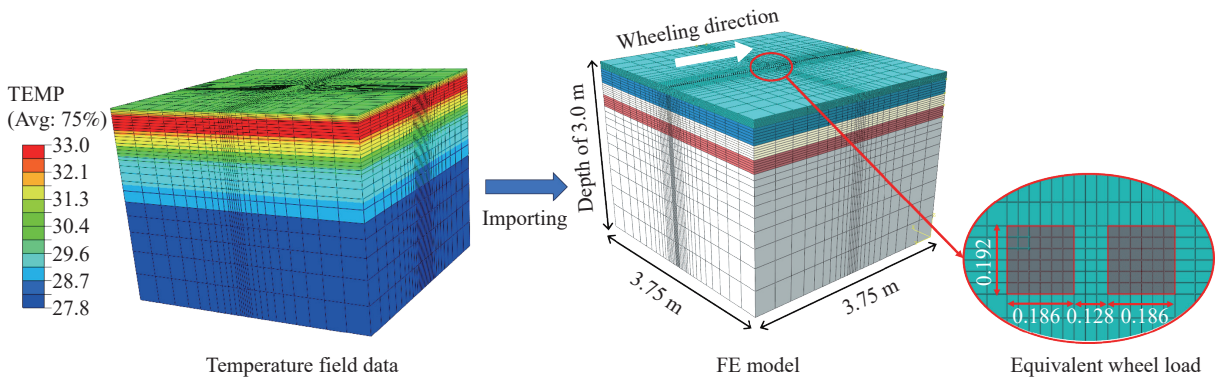 TEMP
(Avg: 75%)
33.0
32.1
31.3
30.4
29.6
28.7
27.8
Importing
Wheeling direction
Depth of 3.0 m
3.75 m
3.75 m
0.192
0.186
0.128
0.186
Temperature field data
FE model
Equivalent wheel load